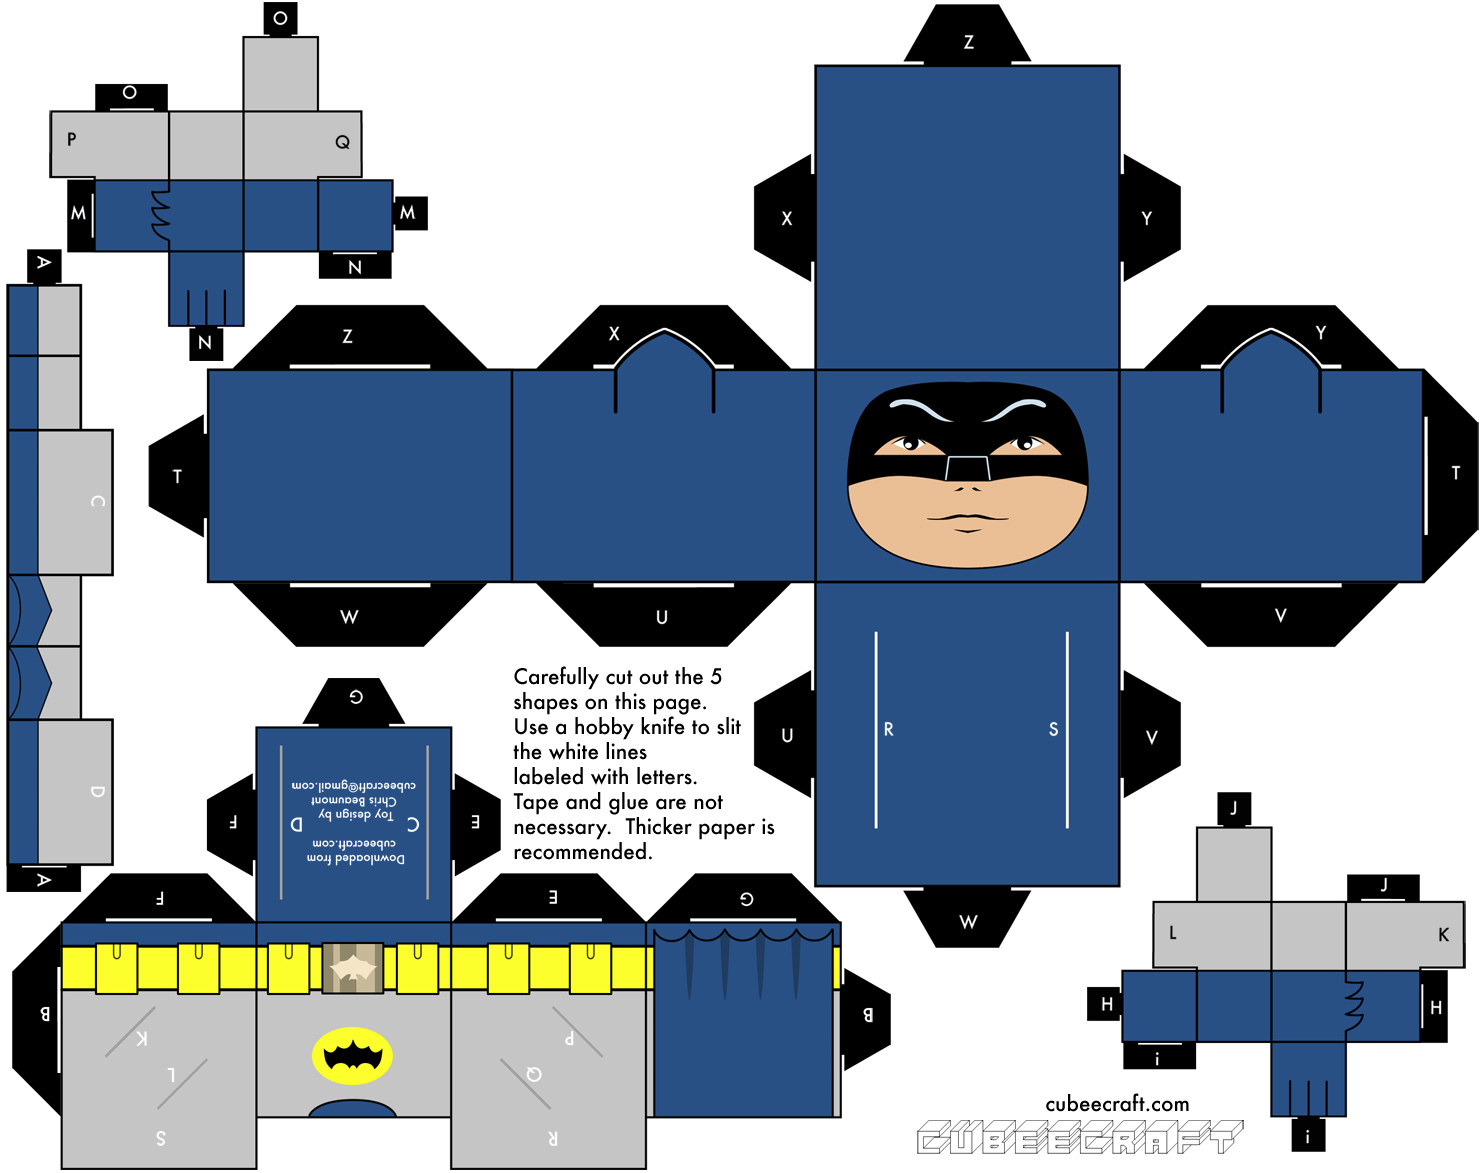 O
O
P
Q
M
M
N
N
A
Z
X
Y
Z
X
Y
T
T
C
W
U
V
D
A
Carefully cut out the 5
shapes on this page.
Use a hobby knife to slit
the white lines
labeled with letters.
Tape and glue are not
necessary. Thicker paper is
recommended.
U
R
S
V
W
G
F
E
C
D
Downloaded from
cubeecraft.com
Toy design by
Chris Beaumont
cubeecraft@gmail.com
F
E
G
B
B
K
L
S
P
Q
R
J
J
L
K
H
H
i
i
cubeecraft.com
CUBEECRAFT